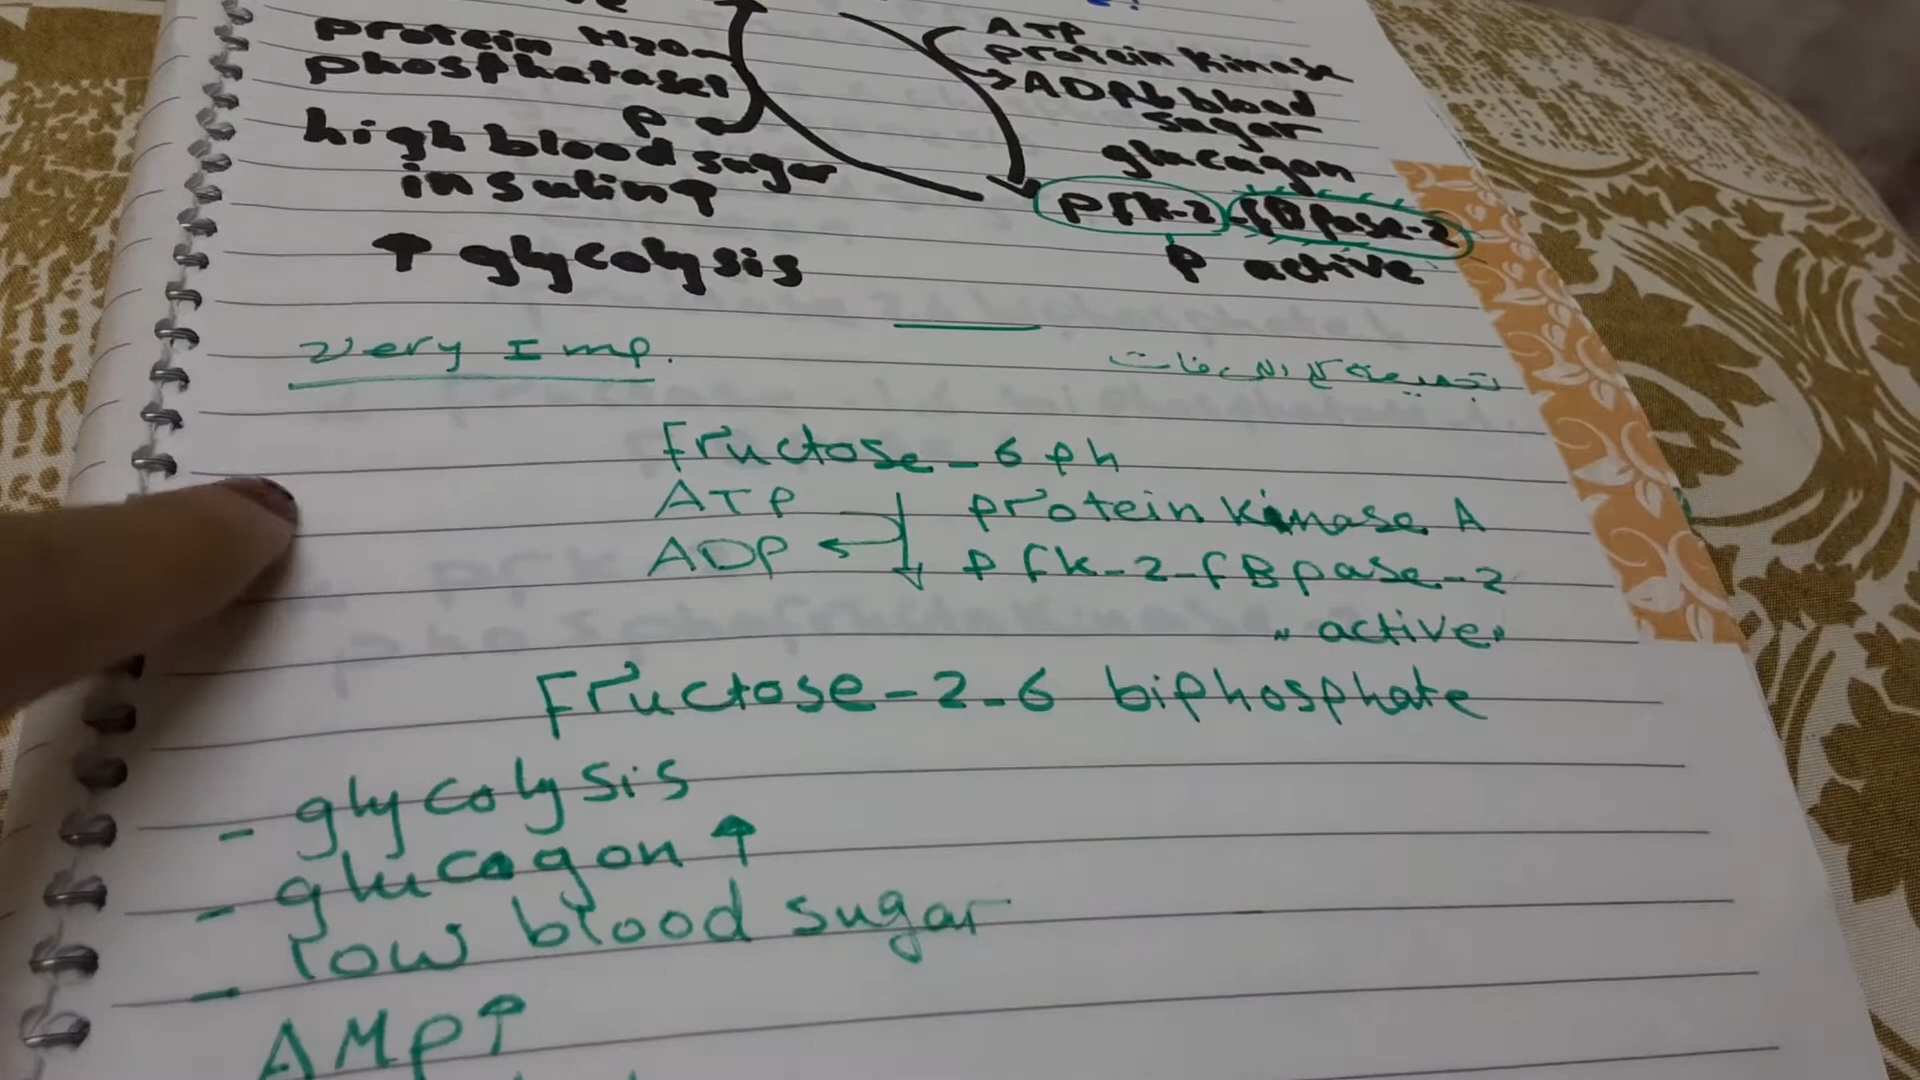 protein H2O
phosphatase1
P
high blood sugar
insulin↑
↑ glycolysis
ATP
protein kinase
ADP ↓ blood
sugar
glucagon
pfk-2-fBpase-2
P active
Very Imp.
Fructose-6 ph
ATP protein kinase A
ADP pfk-2-fBpase-2
"active"
Fructose-2-6 biphosphate
- glycolysis
- glucagon ↑
- low blood sugar
AMP↑